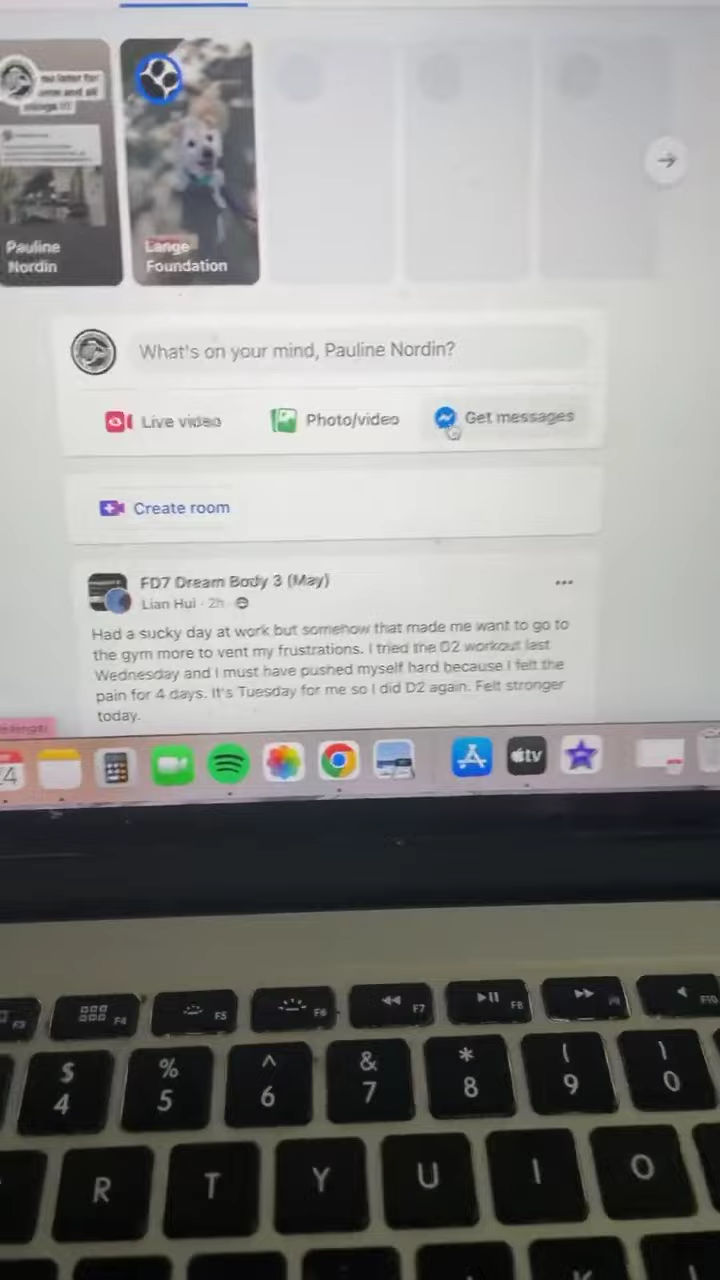 Pauline
Nordin
Lange
Foundation
What's on your mind, Pauline Nordin?
Live video
Photo/video
Get messages
Create room
FD7 Dream Body 3 (May)
Lian Hui · 2h ·
Had a sucky day at work but somehow that made me want to go to
the gym more to vent my frustrations. I tried the D2 workout last
Wednesday and I must have pushed myself hard because I felt the
pain for 4 days. It's Tuesday for me so I did D2 again. Felt stronger
today.
tv
F3
F4
F5
F6
F7
F8
F10
$ % ^ & * ( )
4 5 6 7 8 9 0
R T Y U I O